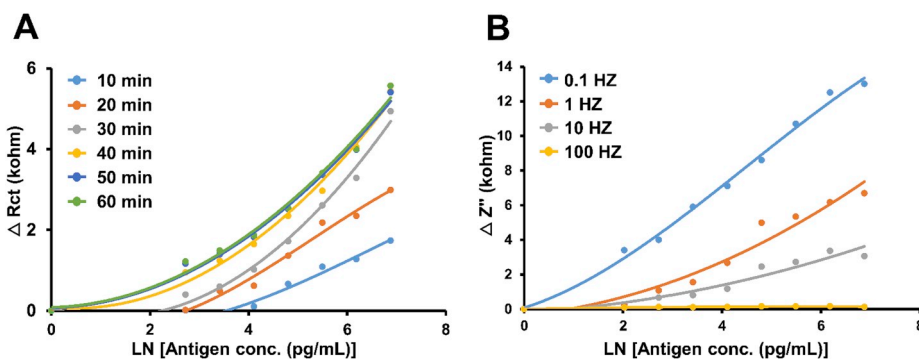 A
6
4
2
0
0
2
4
6
8
△ Rct (kohm)
LN [Antigen conc. (pg/mL)]
10 min
20 min
30 min
40 min
50 min
60 min
B
14
12
10
8
6
4
2
0
0
2
4
6
8
△ Z" (kohm)
LN [Antigen conc. (pg/mL)]
0.1 HZ
1 HZ
10 HZ
100 HZ